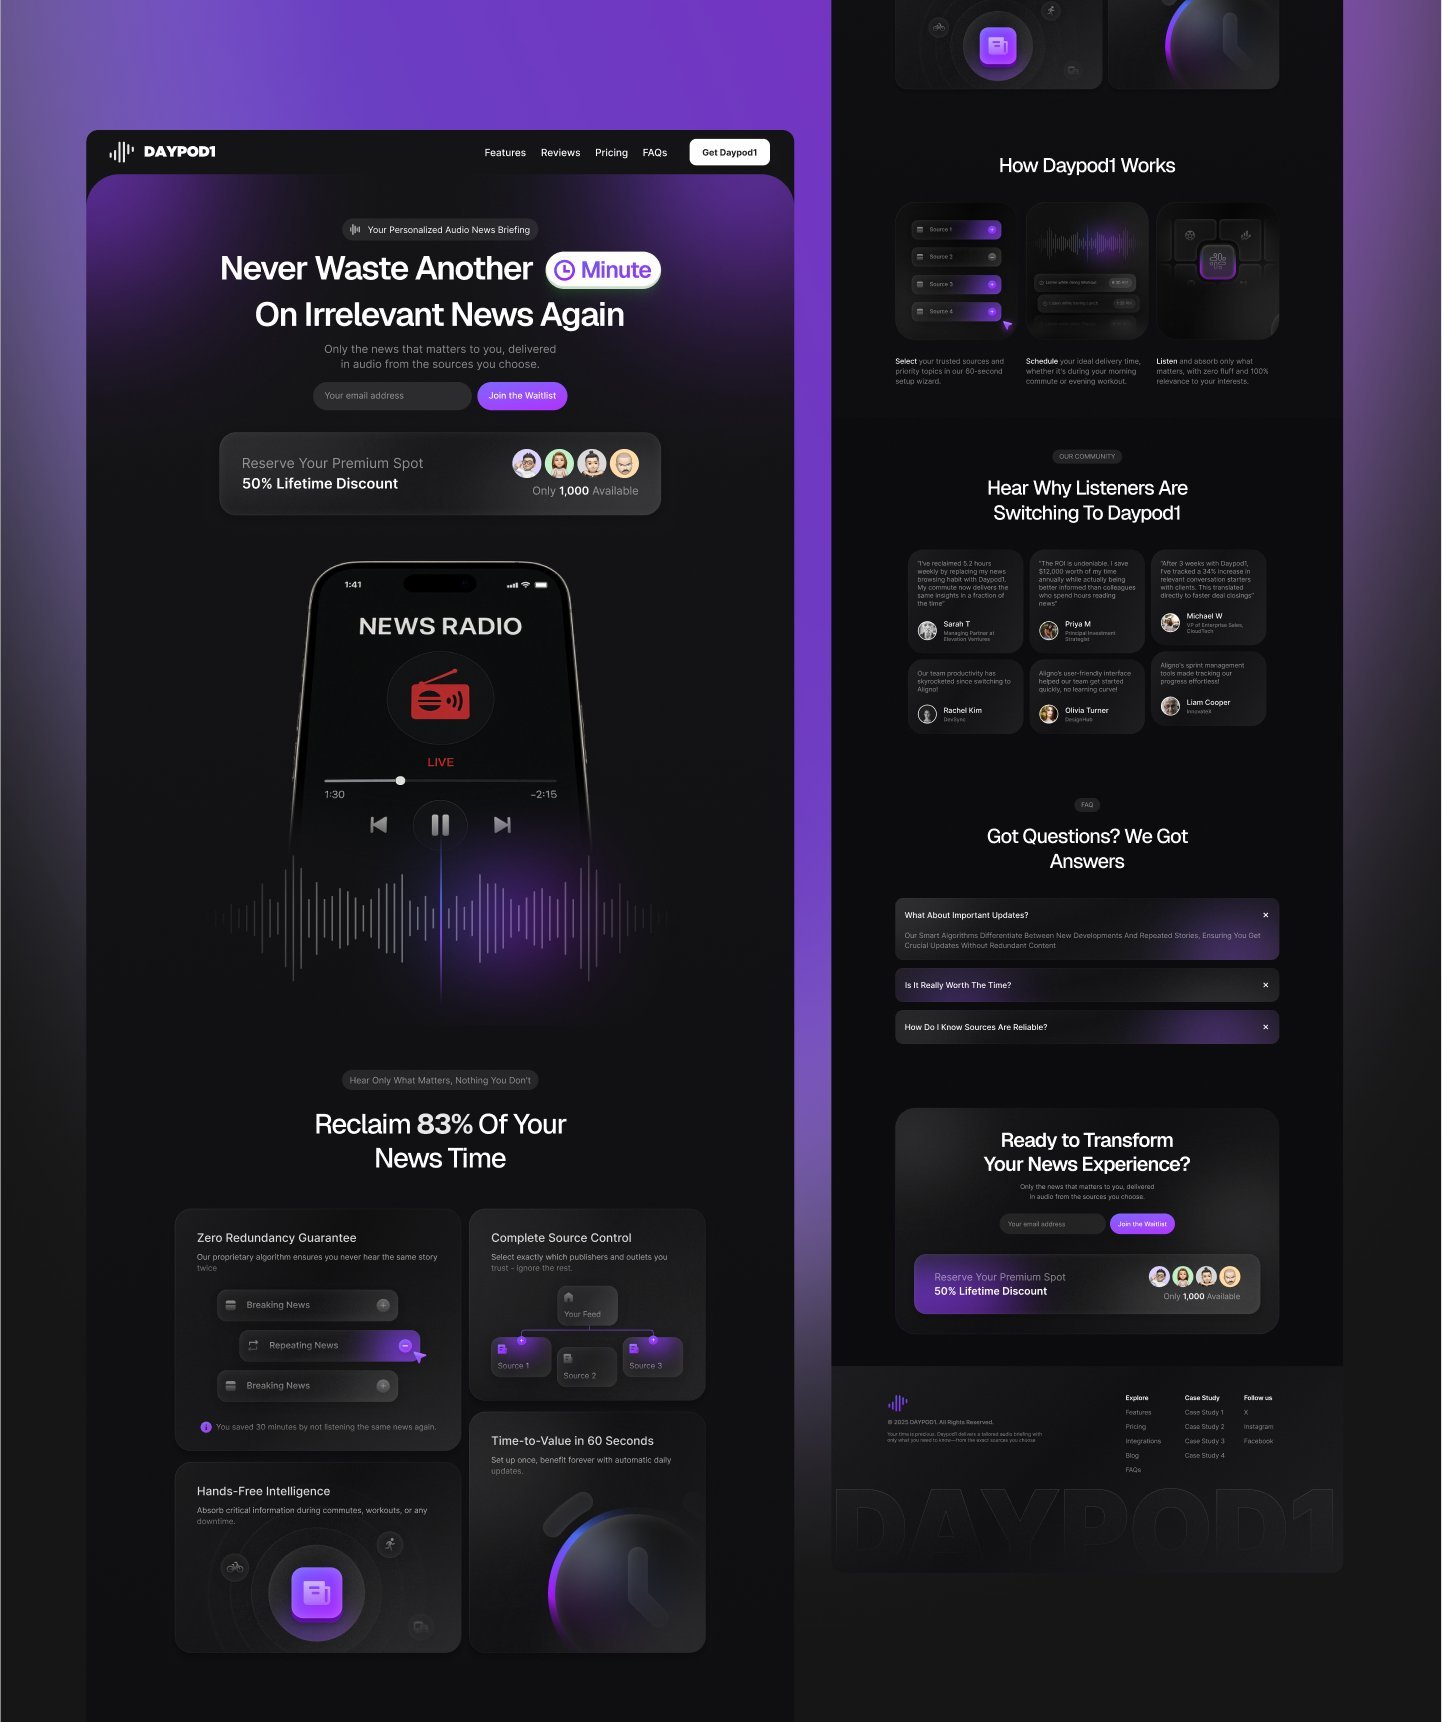 DAYPOD1
Features Reviews Pricing FAQs Get Daypod1
Your Personalized Audio News Briefing
Never Waste Another Minute
On Irrelevant News Again
Only the news that matters to you, delivered
in audio from the sources you choose.
Your email address Join the Waitlist
Reserve Your Premium Spot
50% Lifetime Discount
Only 1,000 Available
1:41
NEWS RADIO
LIVE
1:30 -2:15
Hear Only What Matters, Nothing You Don't
Reclaim 83% Of Your
News Time
Zero Redundancy Guarantee
Our proprietary algorithm ensures you never hear the same story
twice
Breaking News
Repeating News
Breaking News
You saved 30 minutes by not listening the same news again.
Complete Source Control
Select exactly which publishers and outlets you
trust - ignore the rest.
Your Feed
Source 1
Source 2
Source 3
Hands-Free Intelligence
Absorb critical information during commutes, workouts, or any
downtime.
Time-to-Value in 60 Seconds
Set up once, benefit forever with automatic daily
updates.
How Daypod1 Works
Source 1
Source 2
Source 3
Source 4
Select your trusted sources and
priority topics in our 60-second
setup wizard.
Schedule your ideal delivery time,
whether it's during your morning
commute or evening workout.
Listen and absorb only what
matters, with zero fluff and 100%
relevance to your interests.
OUR COMMUNITY
Hear Why Listeners Are
Switching To Daypod1
"I've reclaimed 5.2 hours
weekly by replacing my news
browsing habit with Daypod1.
My commute now delivers the
same insights in a fraction of
the time"
Sarah T
Managing Partner at
Elevation Ventures
"The ROI is undeniable. I save
$12,000 worth of my time
annually while actually being
better informed than colleagues
who spend hours reading
news"
Priya M
Principal Investment
Strategist
"After 3 weeks with Daypod1,
I've tracked a 34% increase in
relevant conversation starters
with clients. This translated
directly to faster deal closings"
Michael W
VP of Enterprise Sales,
CloudTech
Our team productivity has
skyrocketed since switching to
Aligno!
Rachel Kim
DevSync
Aligno's user-friendly interface
helped our team get started
quickly, no learning curve!
Olivia Turner
DesignHub
Aligno's sprint management
tools made tracking our
progress effortless!
Liam Cooper
InnovateX
FAQ
Got Questions? We Got
Answers
What About Important Updates?
Our Smart Algorithms Differentiate Between New Developments And Repeated Stories, Ensuring You Get
Crucial Updates Without Redundant Content
Is It Really Worth The Time?
How Do I Know Sources Are Reliable?
Ready to Transform
Your News Experience?
Only the news that matters to you, delivered
in audio from the sources you choose.
Your email address Join the Waitlist
Reserve Your Premium Spot
50% Lifetime Discount
Only 1,000 Available
© 2025 DAYPOD1. All Rights Reserved.
Your time is precious. Daypod1 delivers a tailored audio briefing with
only what you need to know—from the exact sources you choose
Explore
Features
Pricing
Integrations
Blog
FAQs
Case Study
Case Study 1
Case Study 2
Case Study 3
Case Study 4
Follow us
X
Instagram
Facebook
DAYPOD1